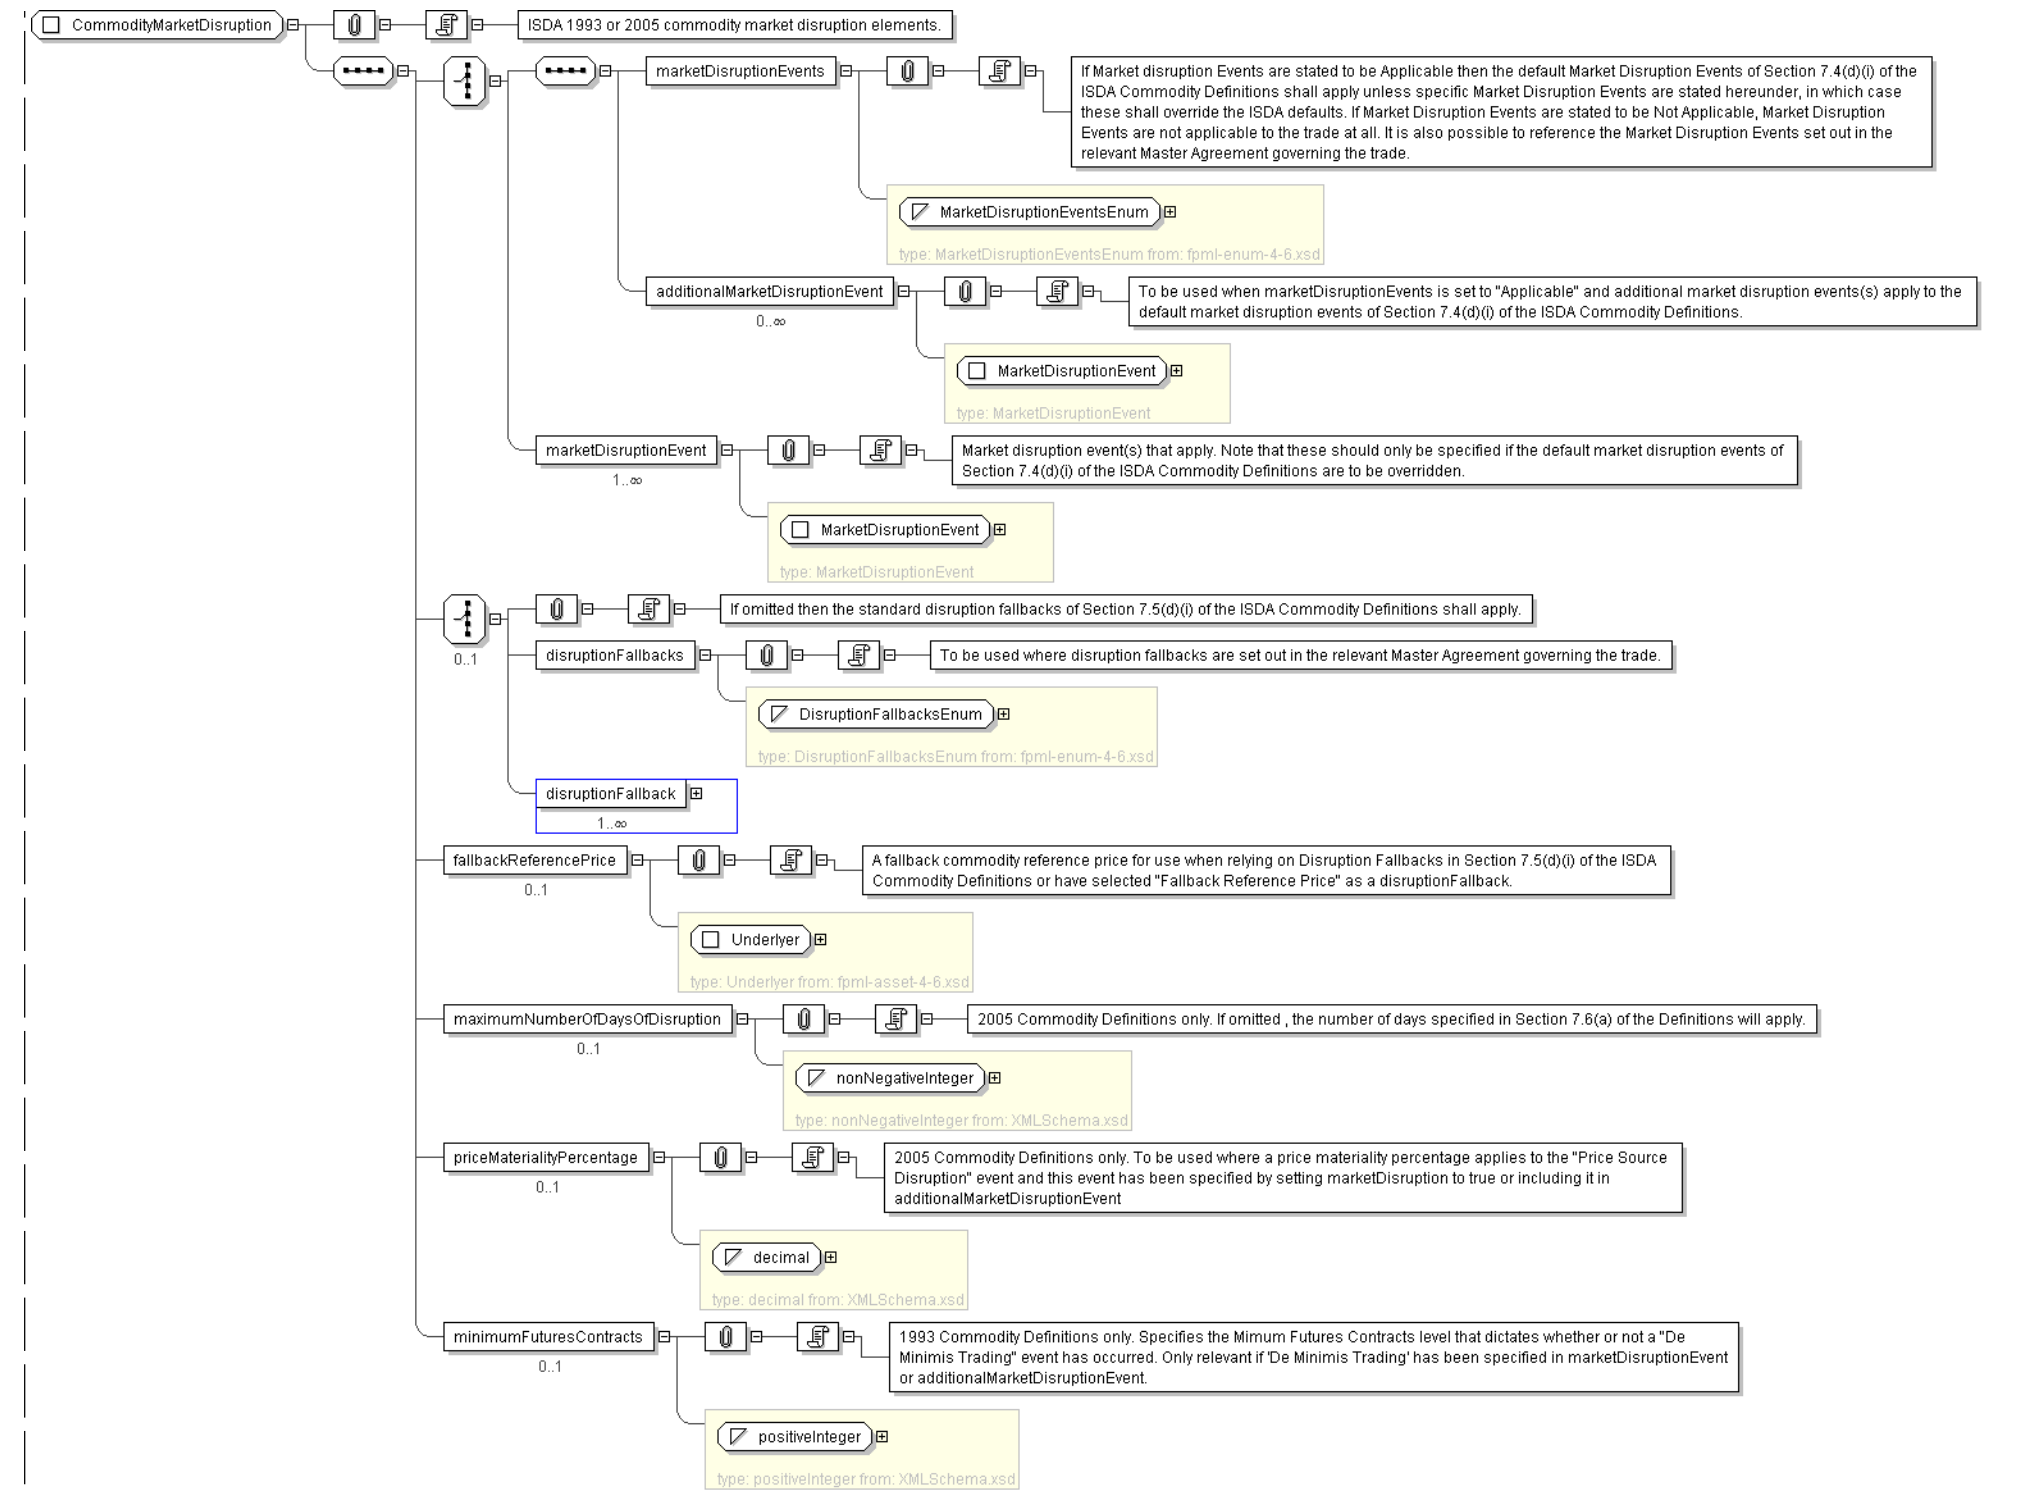 CommodityMarketDisruption
ISDA 1993 or 2005 commodity market disruption elements.
marketDisruptionEvents
If Market disruption Events are stated to be Applicable then the default Market Disruption Events of Section 7.4(d)(i) of the
ISDA Commodity Definitions shall apply unless specific Market Disruption Events are stated hereunder, in which case
these shall override the ISDA defaults. If Market Disruption Events are stated to be Not Applicable, Market Disruption
Events are not applicable to the trade at all. It is also possible to reference the Market Disruption Events set out in the
relevant Master Agreement governing the trade.
MarketDisruptionEventsEnum
type: MarketDisruptionEventsEnum from: fpml-enum-4-6.xsd
additionalMarketDisruptionEvent
0..∞
To be used when marketDisruptionEvents is set to "Applicable" and additional market disruption events(s) apply to the
default market disruption events of Section 7.4(d)(i) of the ISDA Commodity Definitions.
MarketDisruptionEvent
type: MarketDisruptionEvent
marketDisruptionEvent
1..∞
Market disruption event(s) that apply. Note that these should only be specified if the default market disruption events of
Section 7.4(d)(i) of the ISDA Commodity Definitions are to be overridden.
MarketDisruptionEvent
type: MarketDisruptionEvent
0..1
If omitted then the standard disruption fallbacks of Section 7.5(d)(i) of the ISDA Commodity Definitions shall apply.
disruptionFallbacks
To be used where disruption fallbacks are set out in the relevant Master Agreement governing the trade.
DisruptionFallbacksEnum
type: DisruptionFallbacksEnum from: fpml-enum-4-6.xsd
disruptionFallback
1..∞
fallbackReferencePrice
0..1
A fallback commodity reference price for use when relying on Disruption Fallbacks in Section 7.5(d)(i) of the ISDA
Commodity Definitions or have selected "Fallback Reference Price" as a disruptionFallback.
Underlyer
type: Underlyer from: fpml-asset-4-6.xsd
maximumNumberOfDaysOfDisruption
0..1
2005 Commodity Definitions only. If omitted , the number of days specified in Section 7.6(a) of the Definitions will apply.
nonNegativeInteger
type: nonNegativeInteger from: XMLSchema.xsd
priceMaterialityPercentage
0..1
2005 Commodity Definitions only. To be used where a price materiality percentage applies to the "Price Source
Disruption" event and this event has been specified by setting marketDisruption to true or including it in
additionalMarketDisruptionEvent
decimal
type: decimal from: XMLSchema.xsd
minimumFuturesContracts
0..1
1993 Commodity Definitions only. Specifies the Mimum Futures Contracts level that dictates whether or not a "De
Minimis Trading" event has occurred. Only relevant if 'De Minimis Trading' has been specified in marketDisruptionEvent
or additionalMarketDisruptionEvent.
positiveInteger
type: positiveInteger from: XMLSchema.xsd